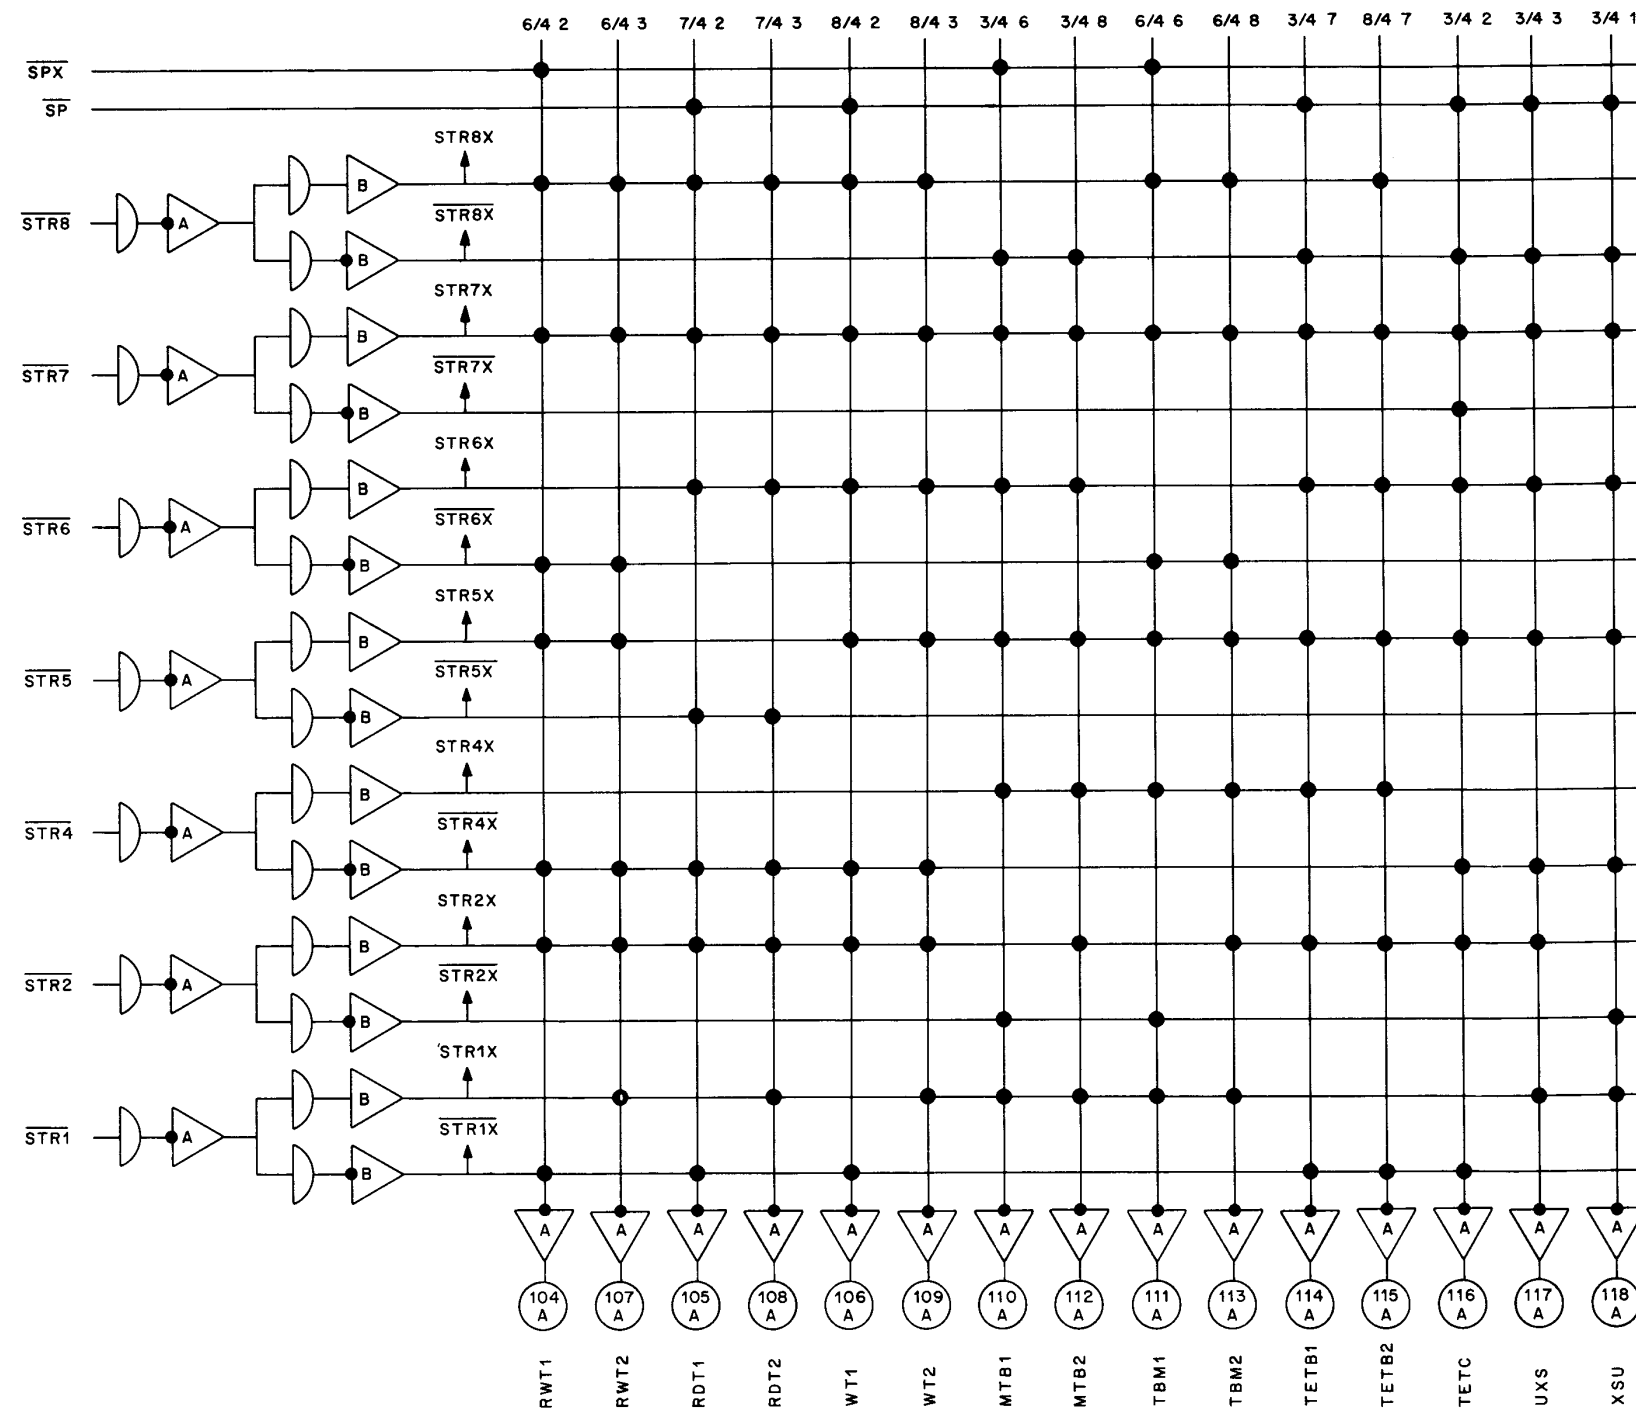 6/4 2 6/4 3 7/4 2 7/4 3 8/4 2 8/4 3 3/4 6 3/4 8 6/4 6 6/4 8 3/4 7 8/4 7 3/4 2 3/4 3 3/4 1
SPX
SP
STR8X
B
STR8X
STR8
A
B
STR7X
B
STR7X
STR7
A
B
STR6X
B
STR6X
STR6
A
B
STR5X
B
STR5X
STR5
A
B
STR4X
B
STR4X
STR4
A
B
STR2X
B
STR2X
STR2
A
B
STR1X
B
STR1X
STR1
A
B
A A A A A A A A A A A A A A A
104 107 105 108 106 109 110 112 111 113 114 115 116 117 118
A A A A A A A A A A A A A A A
RWT1
RWT2
RDT1
RDT2
WT1
WT2
MTB1
MTB2
TBM1
TBM2
TETB1
TETB2
TETC
UXS
XSU